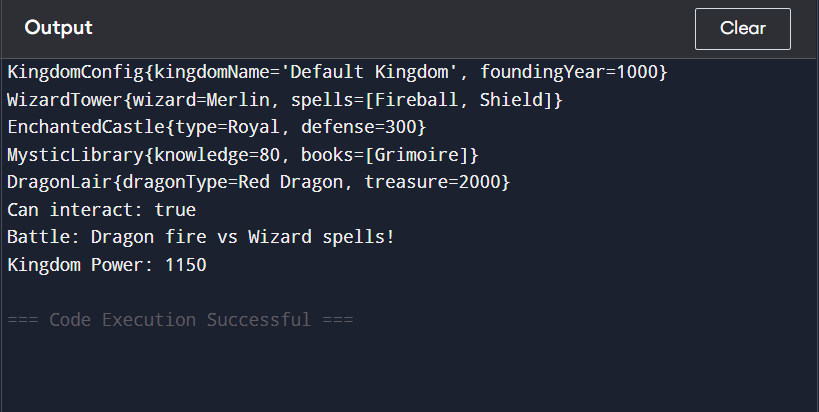 Output
Clear
KingdomConfig{kingdomName='Default Kingdom', foundingYear=1000}
WizardTower{wizard=Merlin, spells=[Fireball, Shield]}
EnchantedCastle{type=Royal, defense=300}
MysticLibrary{knowledge=80, books=[Grimoire]}
DragonLair{dragonType=Red Dragon, treasure=2000}
Can interact: true
Battle: Dragon fire vs Wizard spells!
Kingdom Power: 1150
=== Code Execution Successful ===